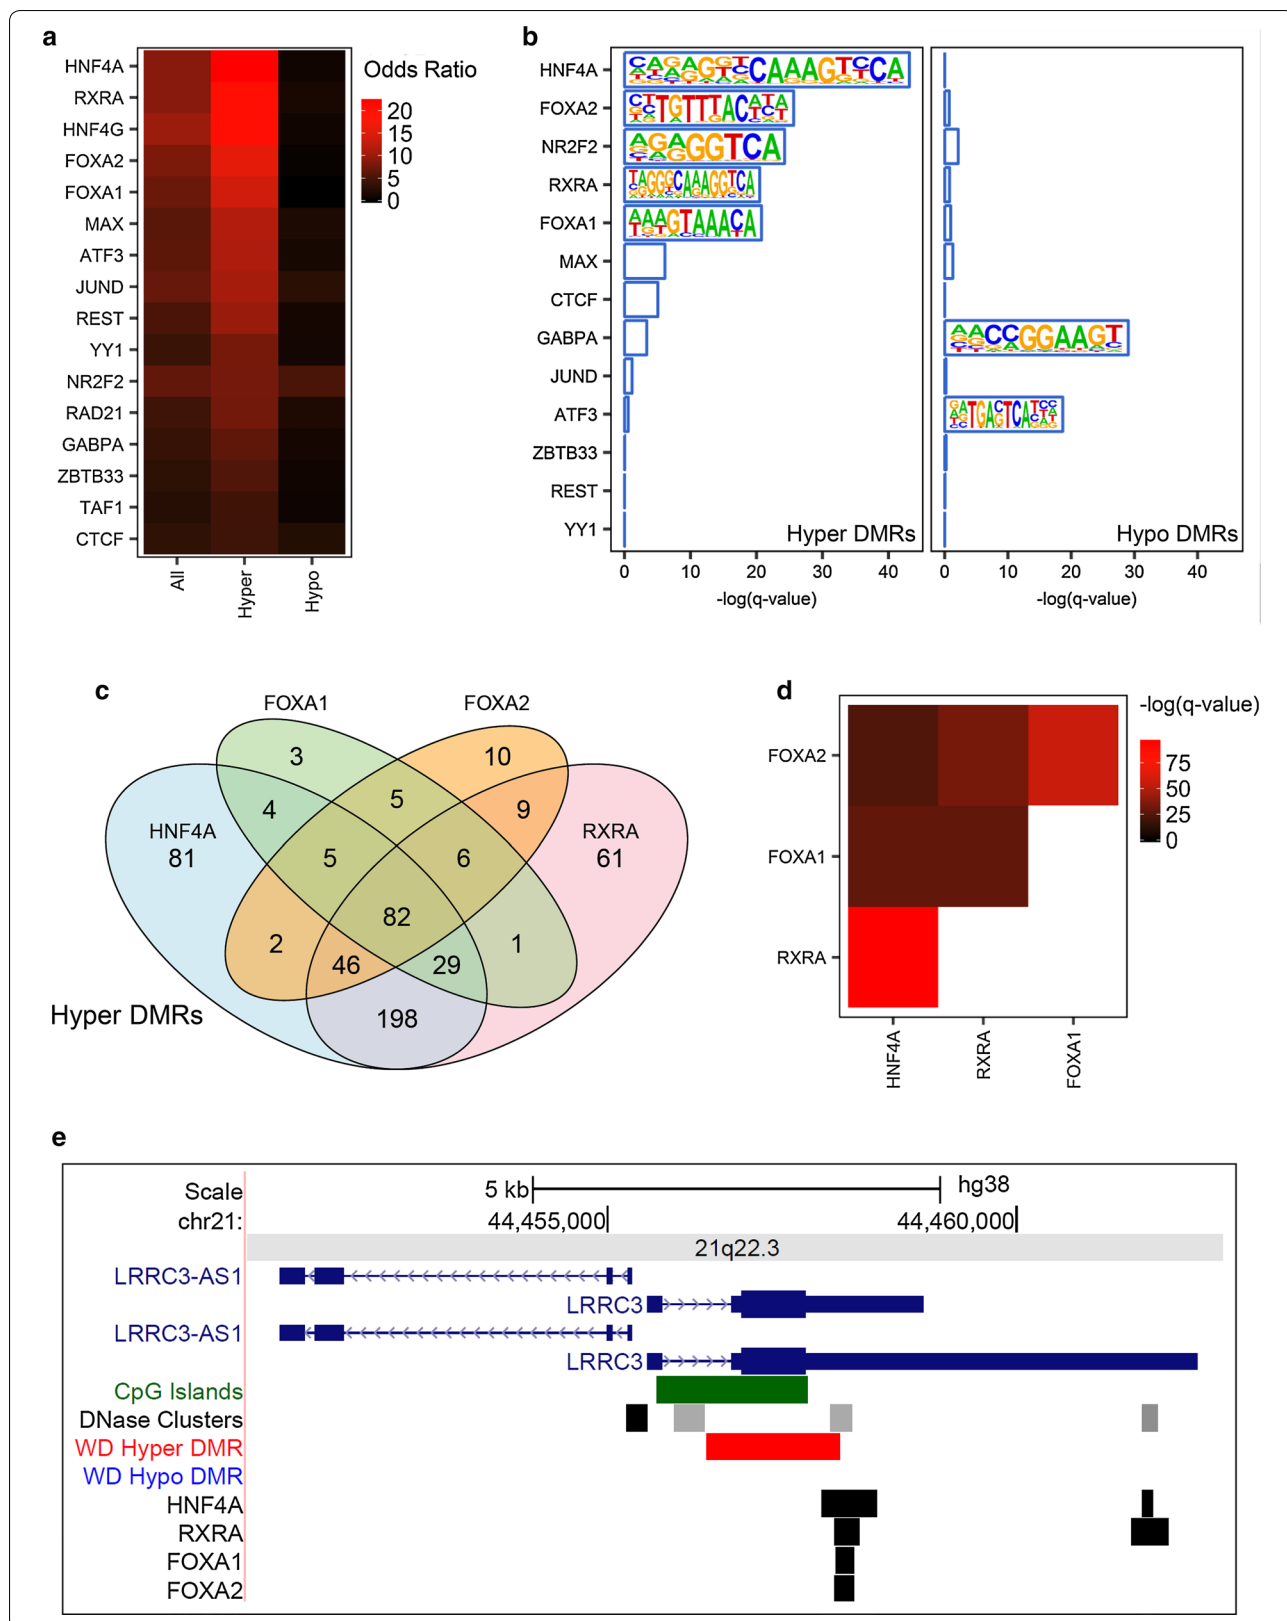 a
HNF4A
RXRA
HNF4G
FOXA2
FOXA1
MAX
ATF3
JUND
REST
YY1
NR2F2
RAD21
GABPA
ZBTB33
TAF1
CTCF
All
Hyper
Hypo
Odds Ratio
20
15
10
5
0
b
HNF4A
FOXA2
NR2F2
RXRA
FOXA1
MAX
CTCF
GABPA
JUND
ATF3
ZBTB33
REST
YY1
Hyper DMRs
Hypo DMRs
0 10 20 30 40
0 10 20 30 40
-log(q-value)
-log(q-value)
c
FOXA1
FOXA2
HNF4A
RXRA
3
10
4
5
9
81
61
5
6
82
2
1
46
29
198
Hyper DMRs
d
FOXA2
FOXA1
RXRA
HNF4A
RXRA
FOXA1
-log(q-value)
75
50
25
0
e
Scale
5 kb
hg38
chr21:
44,455,000
44,460,000
21q22.3
LRRC3-AS1
LRRC3
LRRC3-AS1
LRRC3
CpG Islands
DNase Clusters
WD Hyper DMR
WD Hypo DMR
HNF4A
RXRA
FOXA1
FOXA2